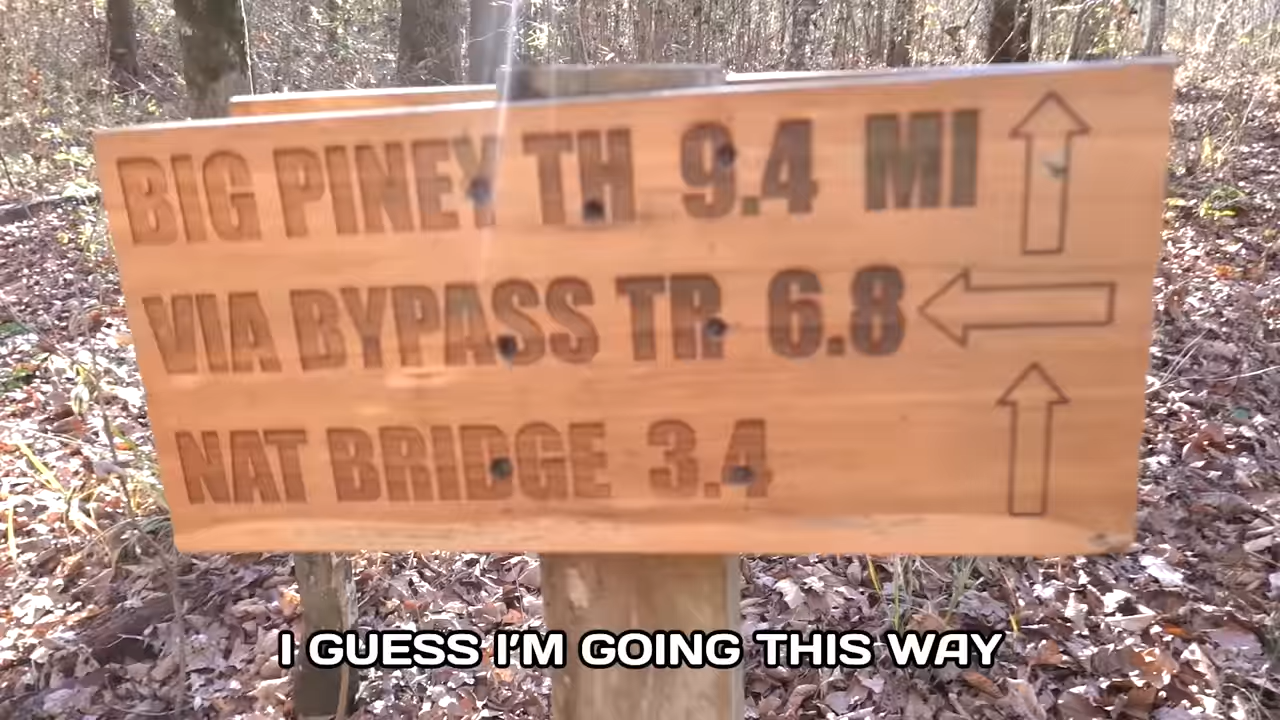 BIG PINEY TH 9.4 MI
VIA BYPASS TR 6.8
NAT BRIDGE 3.4
I GUESS I'M GOING THIS WAY